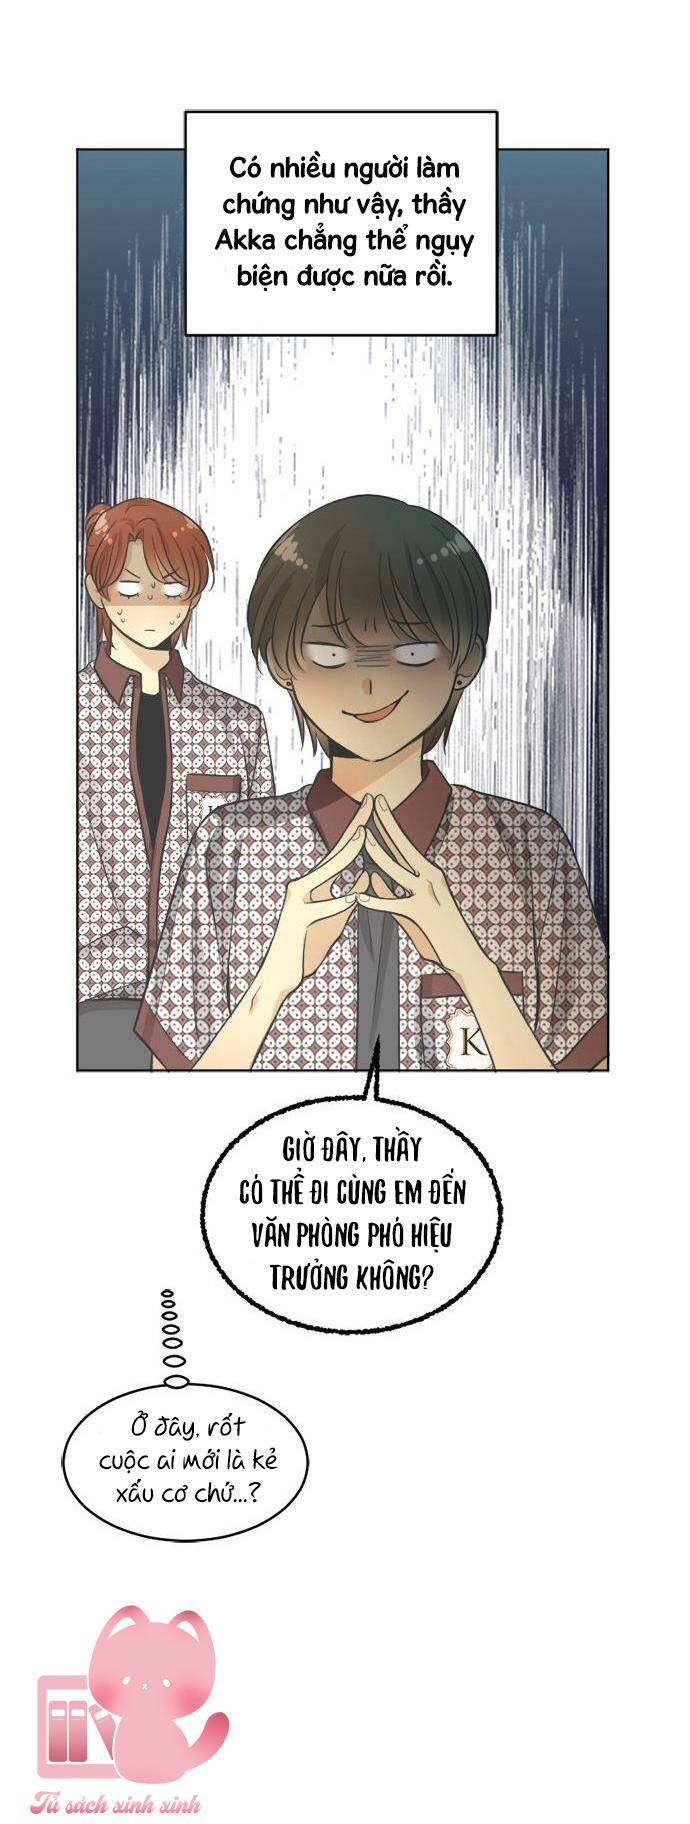 Có nhiều người làm
chứng như vậy, thầy
Akka chẳng thể ngụy
biện được nữa rồi.
K
GIỜ ĐÂY, THẦY
CÓ THỂ ĐI CÙNG EM ĐẾN
VĂN PHÒNG PHÓ HIỆU
TRƯỞNG KHÔNG?
Ở đây, rốt
cuộc ai mới là kẻ
xấu cơ chứ...?
Tủ sách xinh xinh